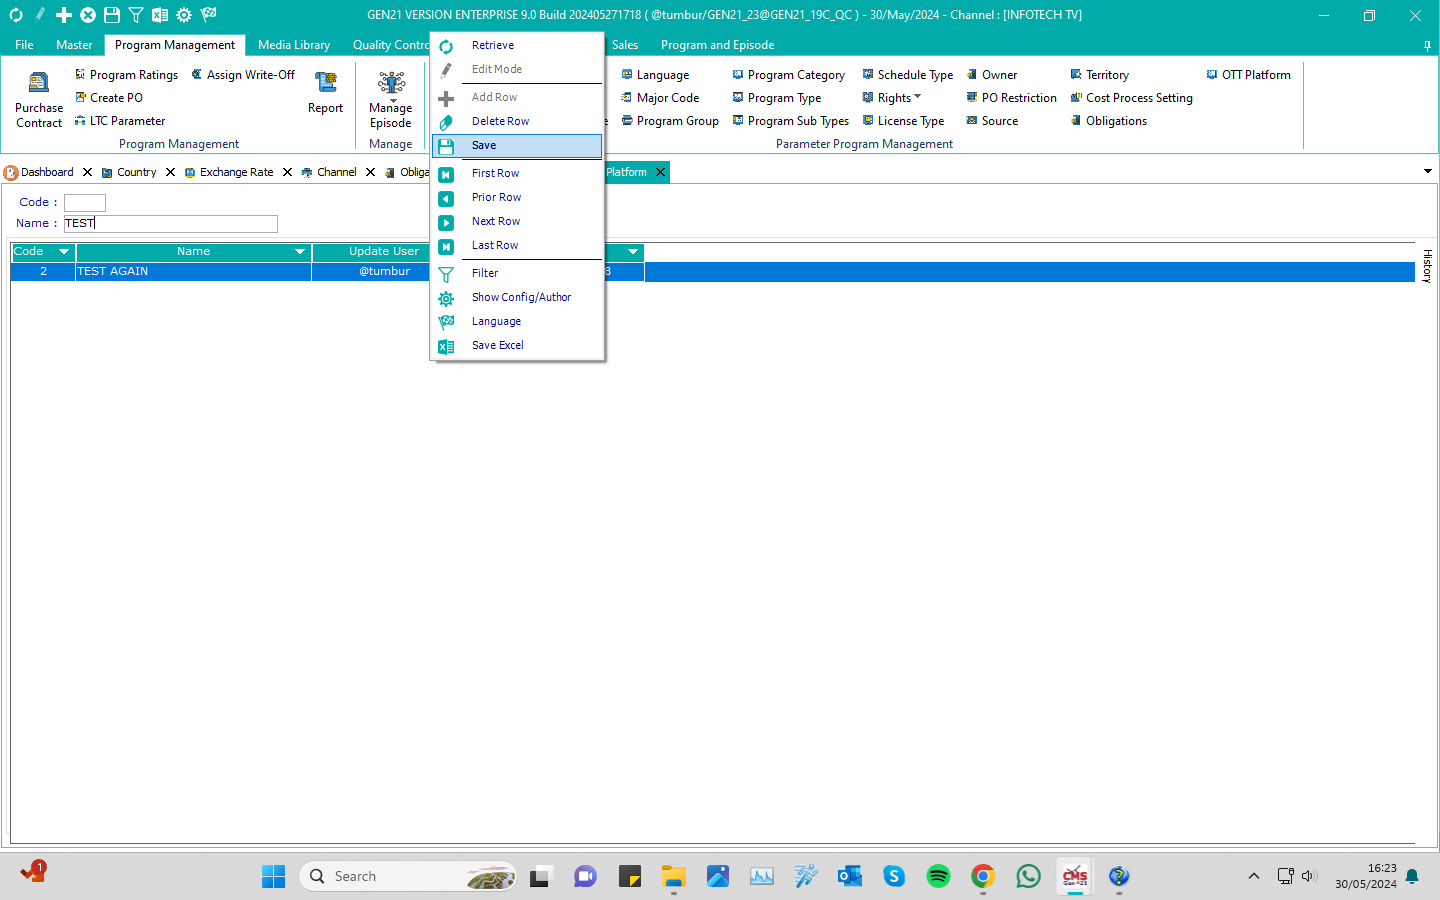 GEN21 VERSION ENTERPRISE 9.0 Build 202405271718 ( @tumbur/GEN21_23@GEN21_19C_QC ) - 30/May/2024 - Channel : [INFOTECH TV]
File Master Program Management Media Library Quality Contro Sales Program and Episode
Purchase Contract
Program Ratings
Create PO
LTC Parameter
Assign Write-Off
Report
Program Management
Manage Episode
Manage
Language
Major Code
Program Group
Program Category
Program Type
Program Sub Types
Schedule Type
Rights
License Type
Owner
PO Restriction
Source
Territory
Cost Process Setting
Obligations
OTT Platform
Parameter Program Management
Dashboard Country Exchange Rate Channel Obliga Platform
Retrieve
Edit Mode
Add Row
Delete Row
Save
First Row
Prior Row
Next Row
Last Row
Filter
Show Config/Author
Language
Save Excel
Code :
Name : TEST
Code Name Update User
2 TEST AGAIN @tumbur 8
History
1
Search
CMS
Gen21
16:23
30/05/2024